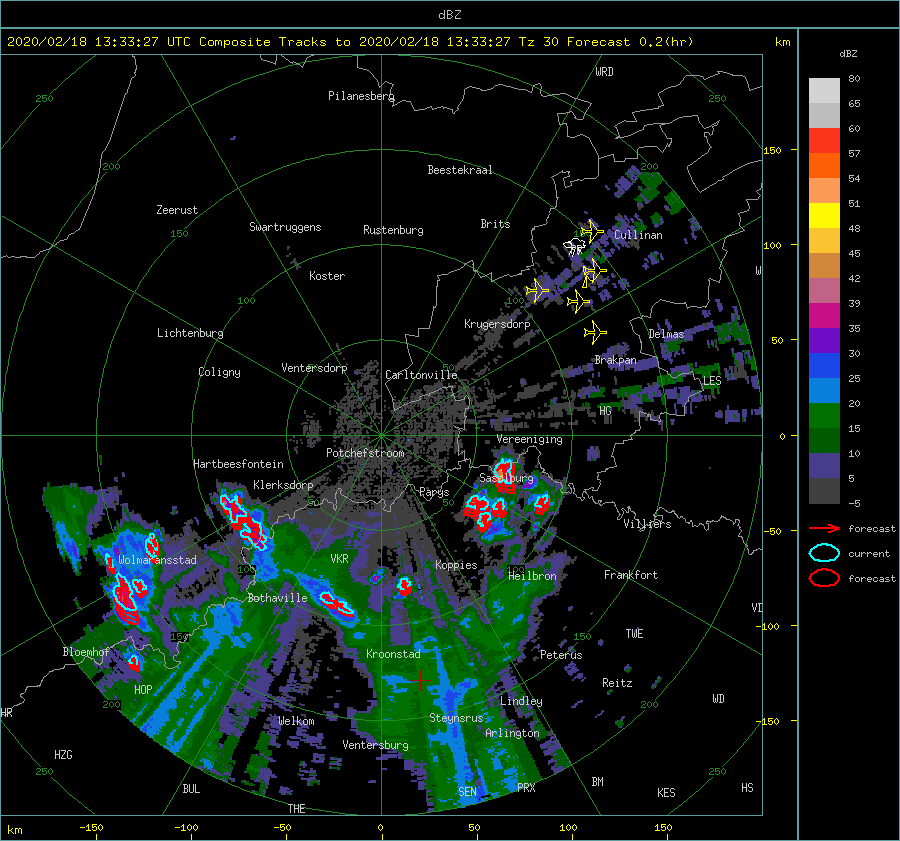 dBZ
2020/02/18 13:33:27 UTC Composite Tracks to 2020/02/18 13:33:27 Tz 30 Forecast 0.2(hr)
km
dBZ
WRD
80
250
Pilanesberg
250
65
60
150
57
200
Beestekraal
200
54
Zeerust
51
Swartruggens
Rustenburg
Brits
150
Cullinan
48
100
Koster
45
42
100
100
39
Krugersdorp
35
Lichtenburg
Brakpan
Delmas
50
30
Coligny
Ventersdorp
Carltonville
LES
25
20
HG
15
Vereeniging
0
Potchefstroom
10
Hartbeesfontein
Klerksdorp
Sasolburg
5
50
Parys
50
-5
Villiers
forecast
-50
Wolmaransstad
VKR
Koppies
current
100
100
Heilbron
Frankfort
forecast
Bothaville
VD
-100
150
150
TWE
Bloemhof
Kroonstad
Peterus
HOP
Reitz
200
Lindley
200
WD
HR
Welkom
Steynsrus
-150
Arlington
HZG
Ventersburg
250
250
BUL
SEN
PRX
BM
KES
HS
THE
km
-150
-100
-50
0
50
100
150